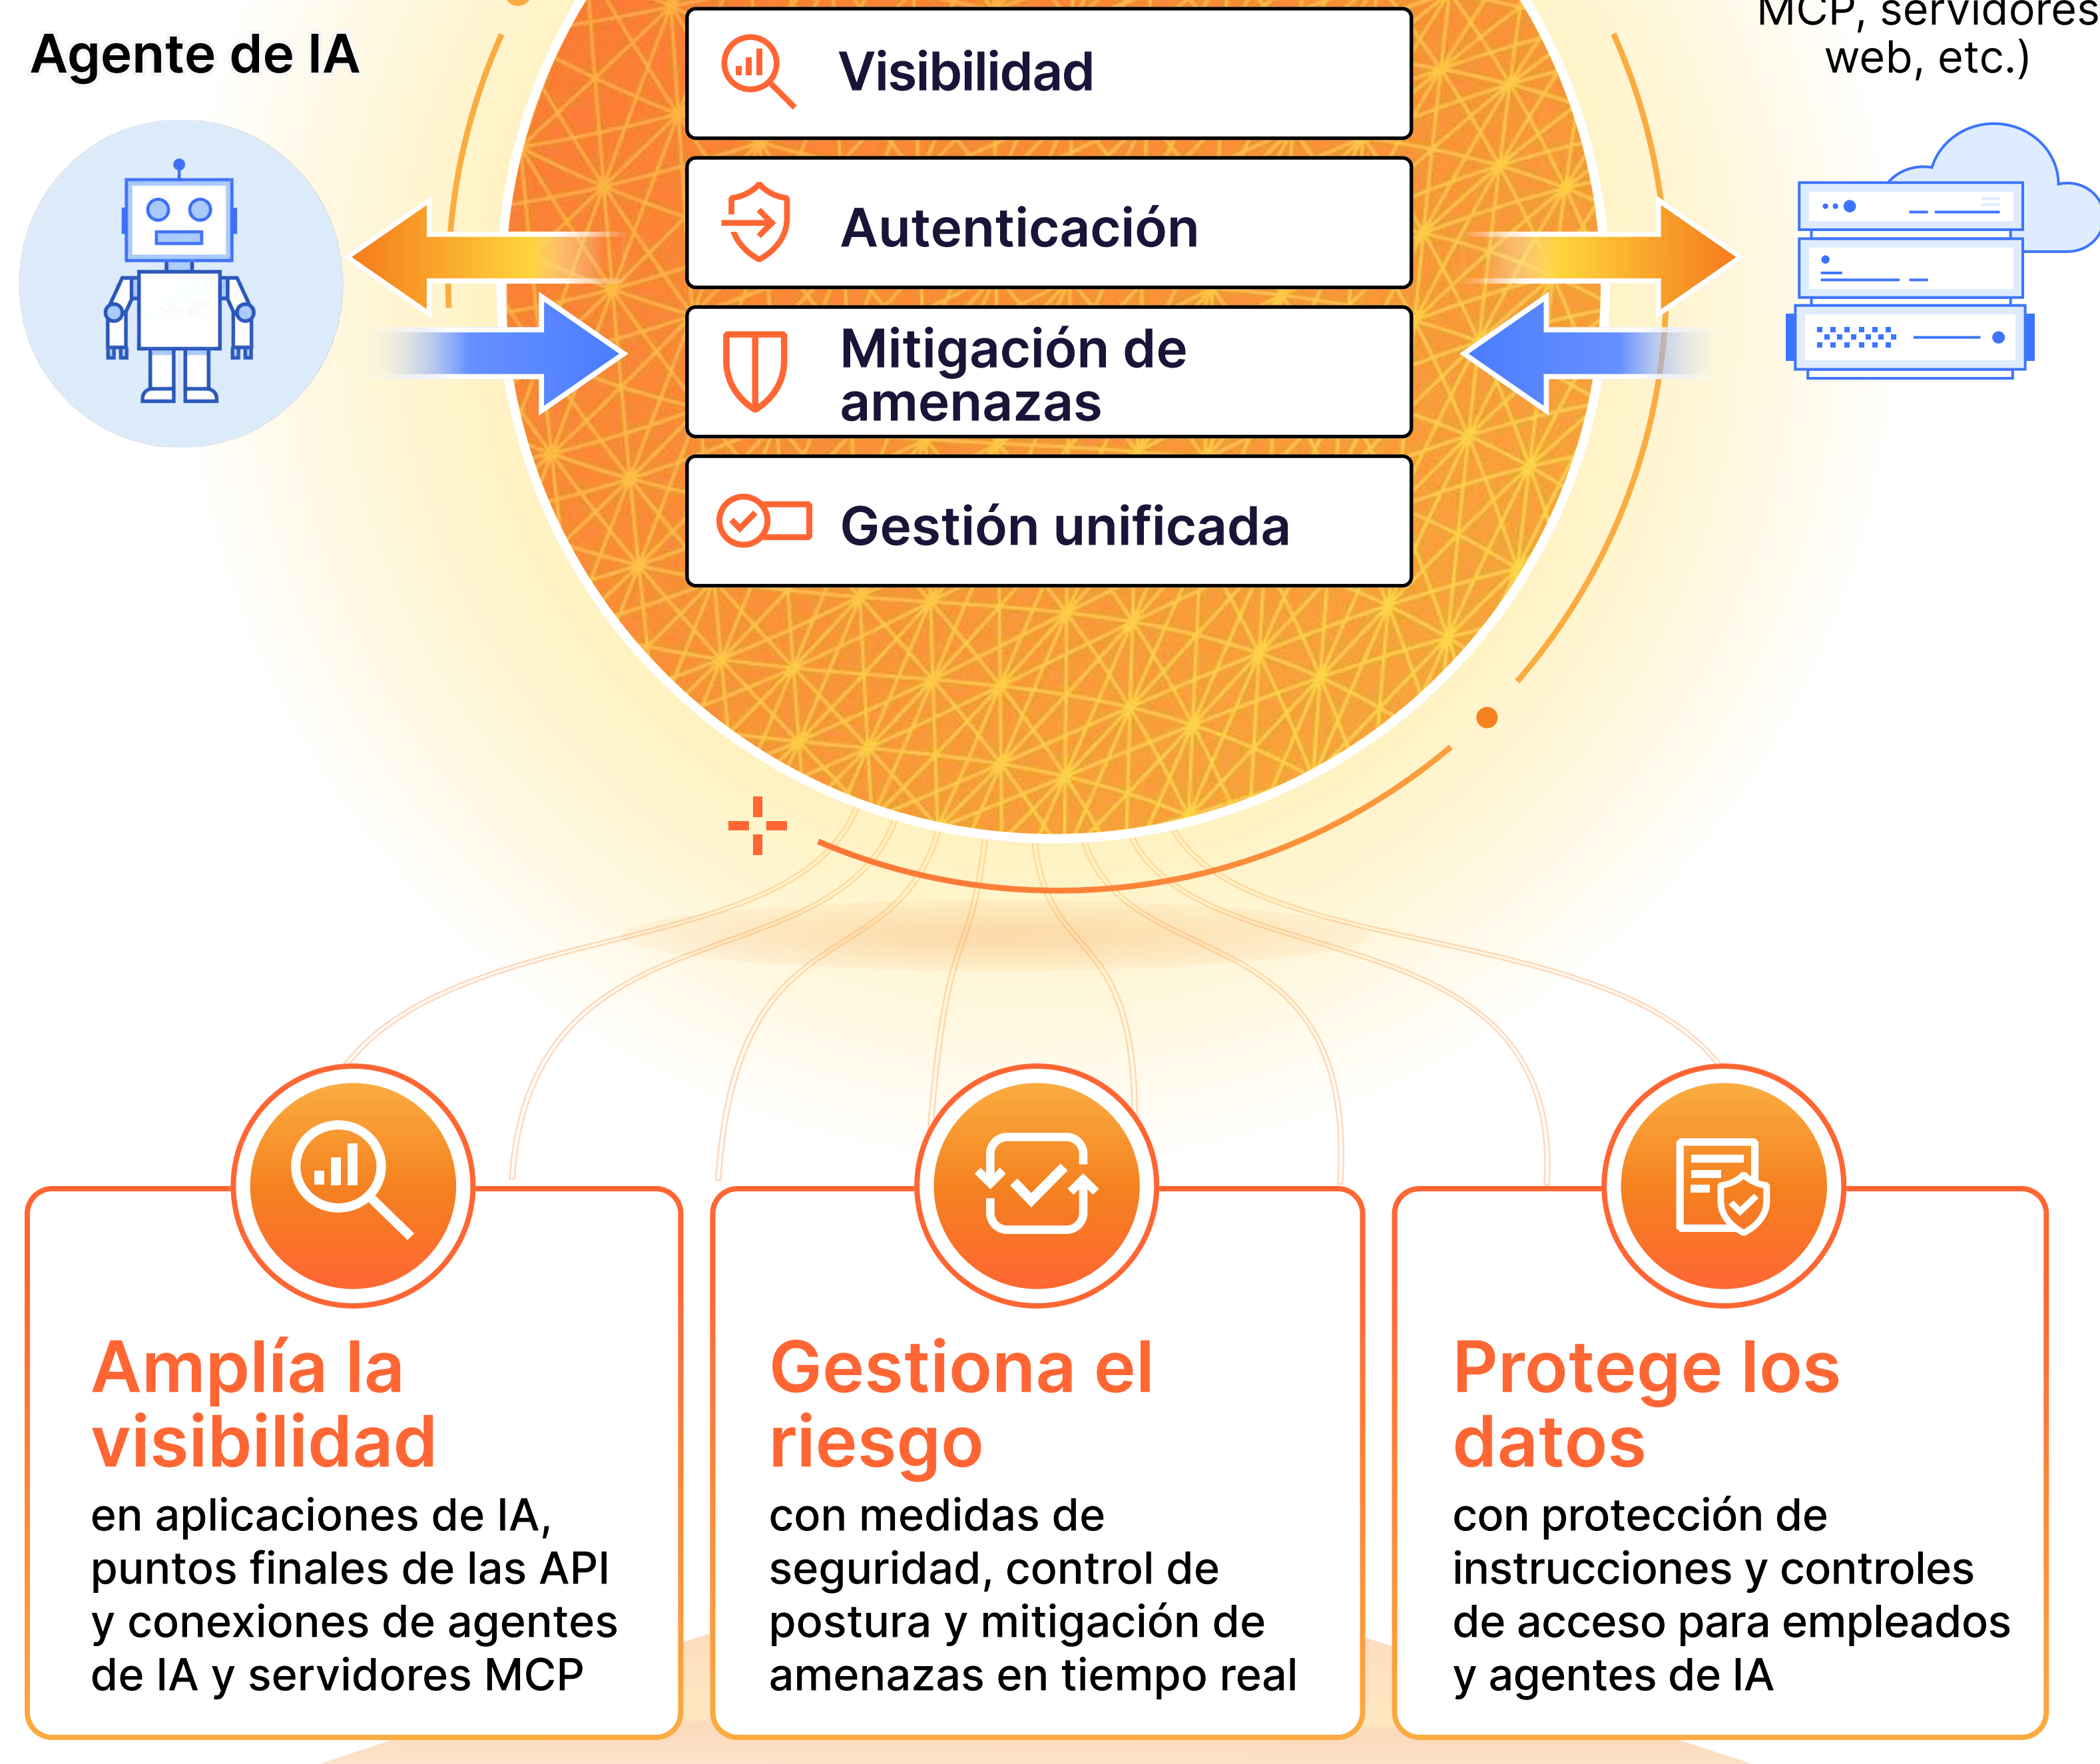 MCP, servidores
web, etc.)
Agente de IA
Visibilidad
Autenticación
Mitigación de
amenazas
Gestión unificada
Amplía la
visibilidad
en aplicaciones de IA,
puntos finales de las API
y conexiones de agentes
de IA y servidores MCP
Gestiona el
riesgo
con medidas de
seguridad, control de
postura y mitigación de
amenazas en tiempo real
Protege los
datos
con protección de
instrucciones y controles
de acceso para empleados
y agentes de IA